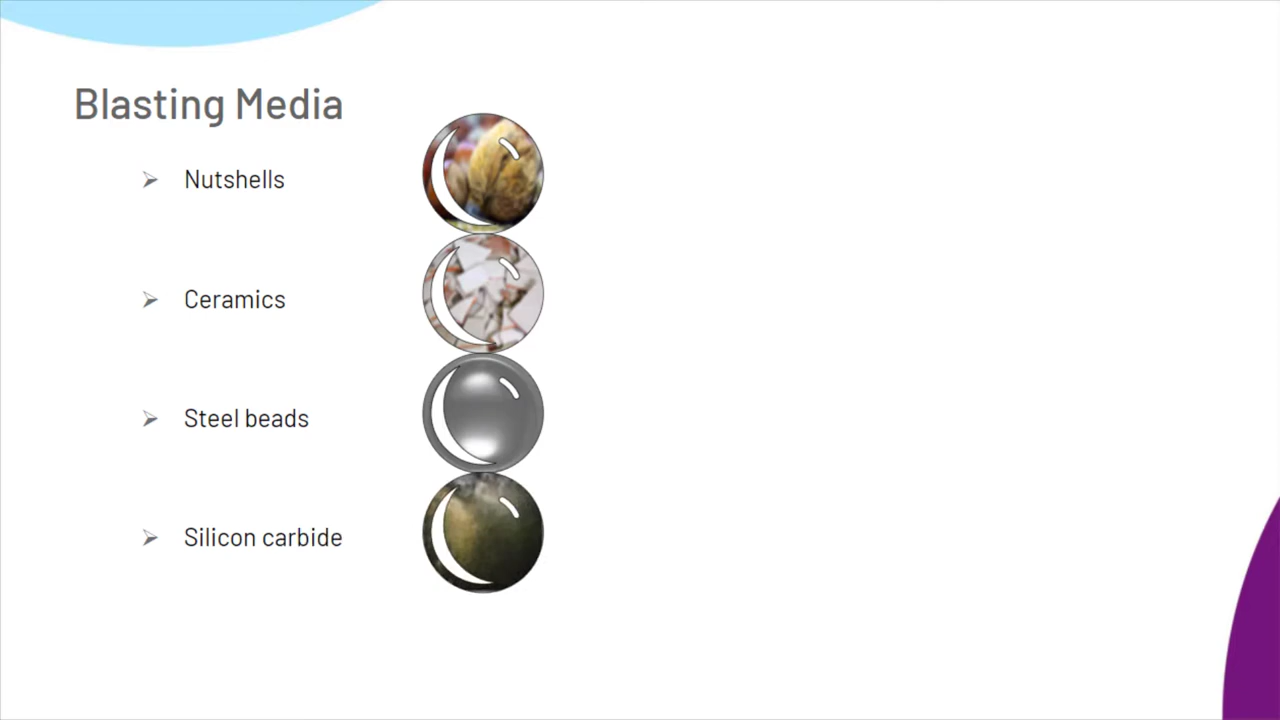 Blasting Media
Nutshells
Ceramics
Steel beads
Silicon carbide